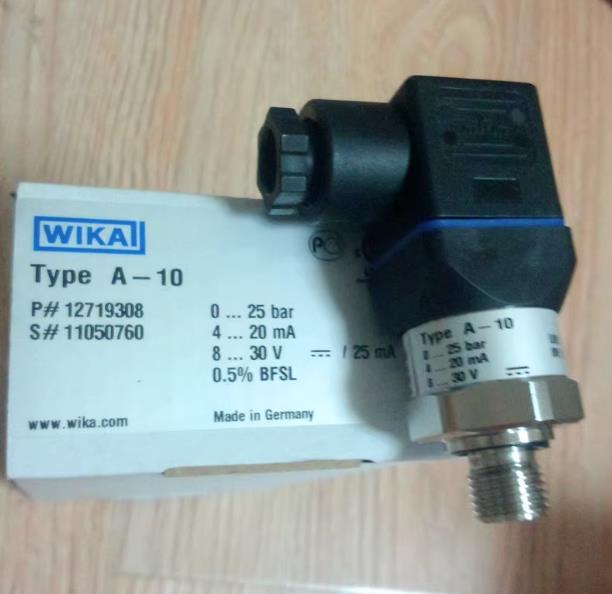 WIKA
Type A-10
P# 12719308
S# 11050760
0 ... 25 bar
4 ... 20 mA
8 ... 30 V ⎓ / 25 mA
0.5% BFSL
www.wika.com
Made in Germany
Type A-10
0 ... 25 bar
4 ... 20 mA
8 ... 30 V ⎓